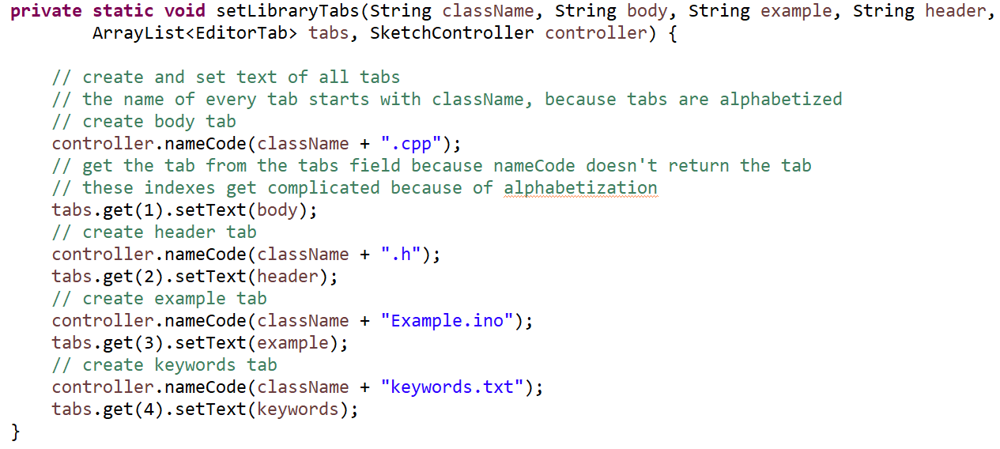 private static void setLibraryTabs(String className, String body, String example, String header,
        ArrayList<EditorTab> tabs, SketchController controller) {

    // create and set text of all tabs
    // the name of every tab starts with className, because tabs are alphabetized
    // create body tab
    controller.nameCode(className + ".cpp");
    // get the tab from the tabs field because nameCode doesn't return the tab
    // these indexes get complicated because of alphabetization
    tabs.get(1).setText(body);
    // create header tab
    controller.nameCode(className + ".h");
    tabs.get(2).setText(header);
    // create example tab
    controller.nameCode(className + "Example.ino");
    tabs.get(3).setText(example);
    // create keywords tab
    controller.nameCode(className + "keywords.txt");
    tabs.get(4).setText(keywords);
}